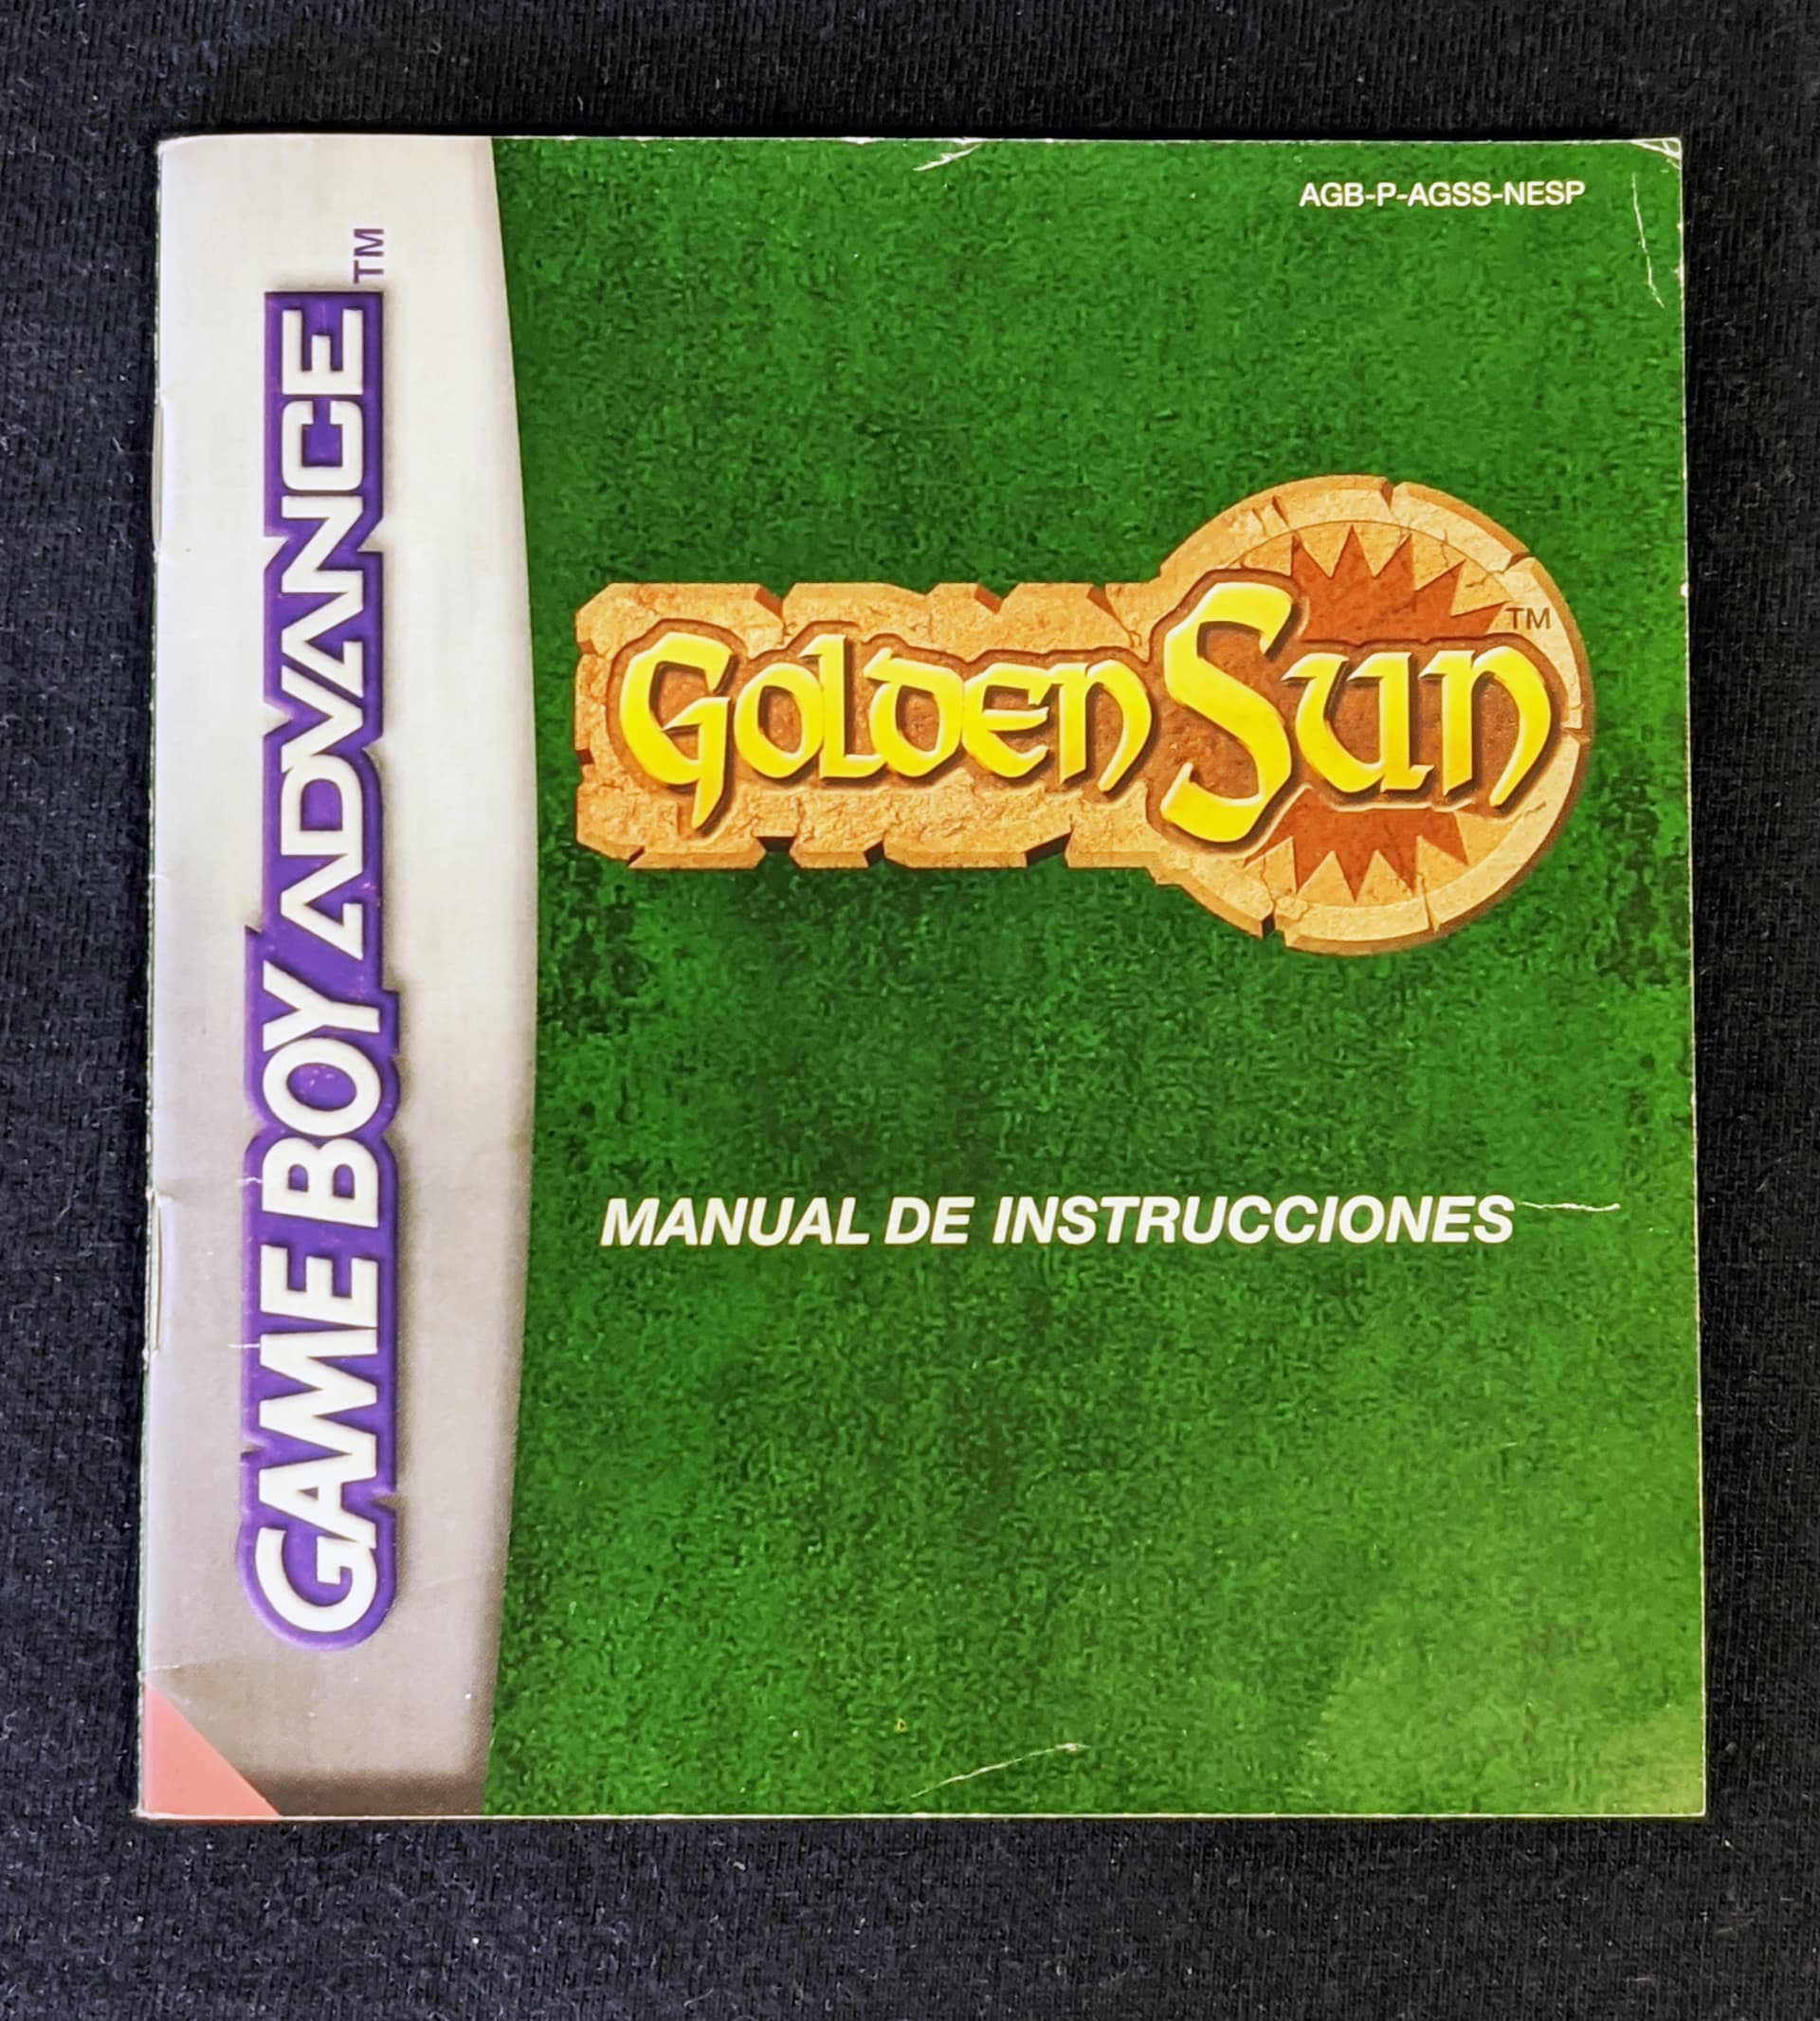 AGB-P-AGSS-NESP
GAME BOY ADVANCE™
Golden Sun™
MANUAL DE INSTRUCCIONES